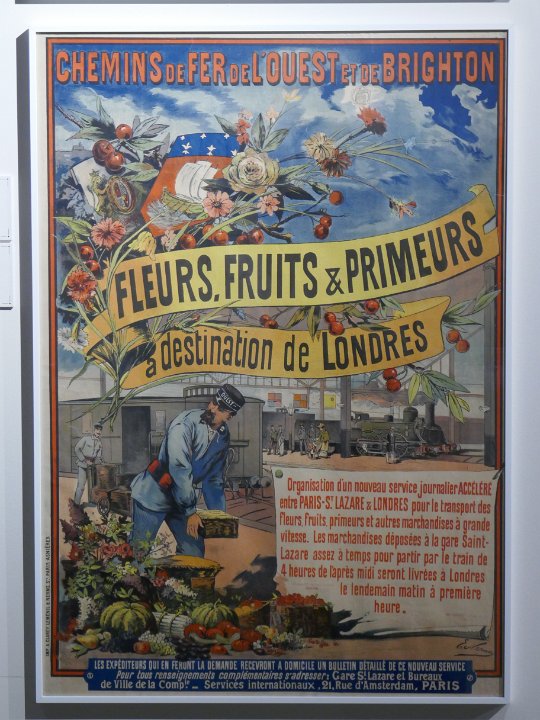 CHEMINS DE FER DE L'OUEST ET DE BRIGHTON
FLEURS, FRUITS & PRIMEURS
à destination de LONDRES
OUEST
Organisation d'un nouveau service journalier ACCÉLÉRÉ
entre PARIS-St. LAZARE & LONDRES pour le transport des
fleurs, fruits, primeurs et autres marchandises à grande
vitesse. Les marchandises déposées à la gare Saint-
Lazare assez à temps pour partir par le train de
4 heures de l'après midi seront livrées à Londres
le lendemain matin à première
heure.
LES EXPÉDITEURS QUI EN FERONT LA DEMANDE RECEVRONT A DOMICILE UN BULLETIN DÉTAILLÉ DE CE NOUVEAU SERVICE
Pour tous renseignements complémentaires s'adresser: Gare St. Lazare et Bureaux
de Ville de la Compie. _ Services internationaux, 21, Rue d'Amsterdam, PARIS